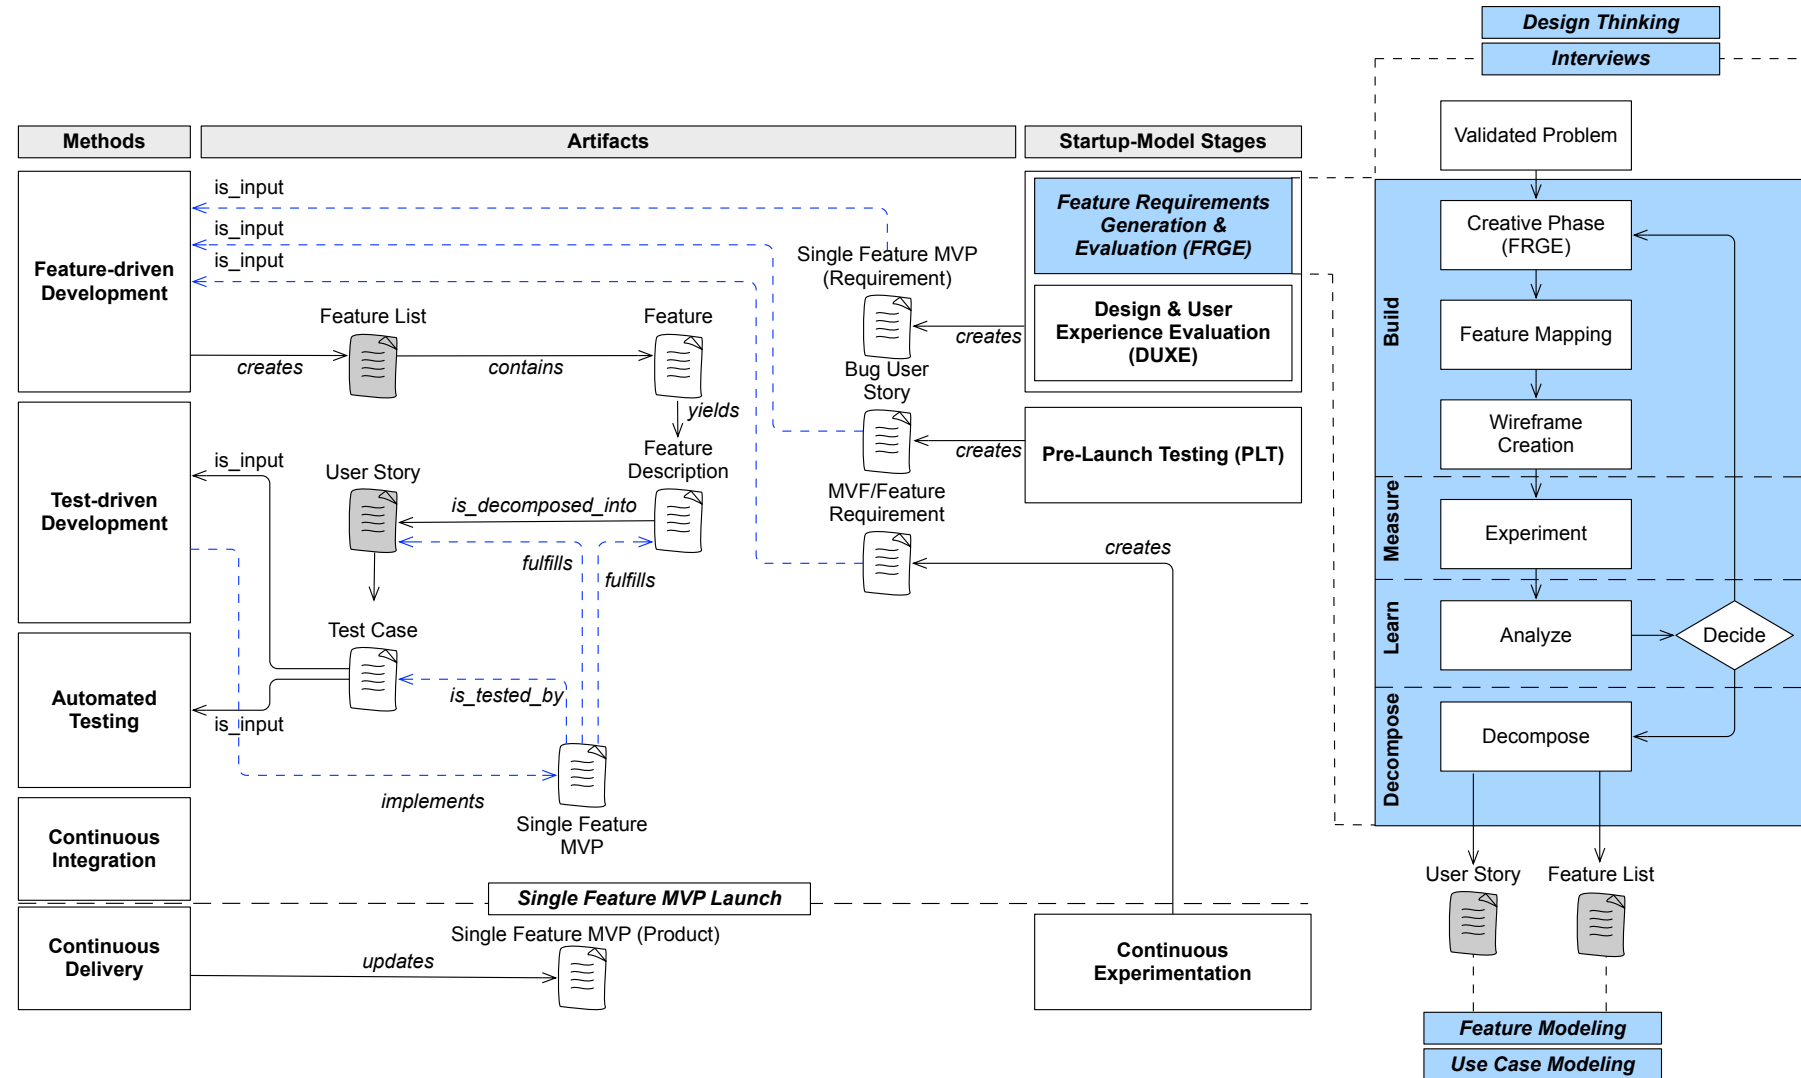 Design Thinking
Interviews
Methods
Artifacts
Startup-Model Stages
Validated Problem
Feature-driven
Development
is_input
is_input
is_input
Single Feature MVP
(Requirement)
Feature Requirements
Generation &
Evaluation (FRGE)
Design & User
Experience Evaluation
(DUXE)
creates
Feature List
Feature
creates
contains
yields
Bug User
Story
creates
Pre-Launch Testing (PLT)
Test-driven
Development
is_input
User Story
Feature
Description
is_decomposed_into
fulfills
fulfills
MVF/Feature
Requirement
creates
Test Case
Automated
Testing
is_input
is_tested_by
implements
Single Feature
MVP
Continuous
Integration
Single Feature MVP Launch
Continuous
Delivery
updates
Single Feature MVP (Product)
Continuous
Experimentation
Build
Creative Phase
(FRGE)
Feature Mapping
Wireframe
Creation
Measure
Experiment
Learn
Analyze
Decide
Decompose
Decompose
User Story
Feature List
Feature Modeling
Use Case Modeling